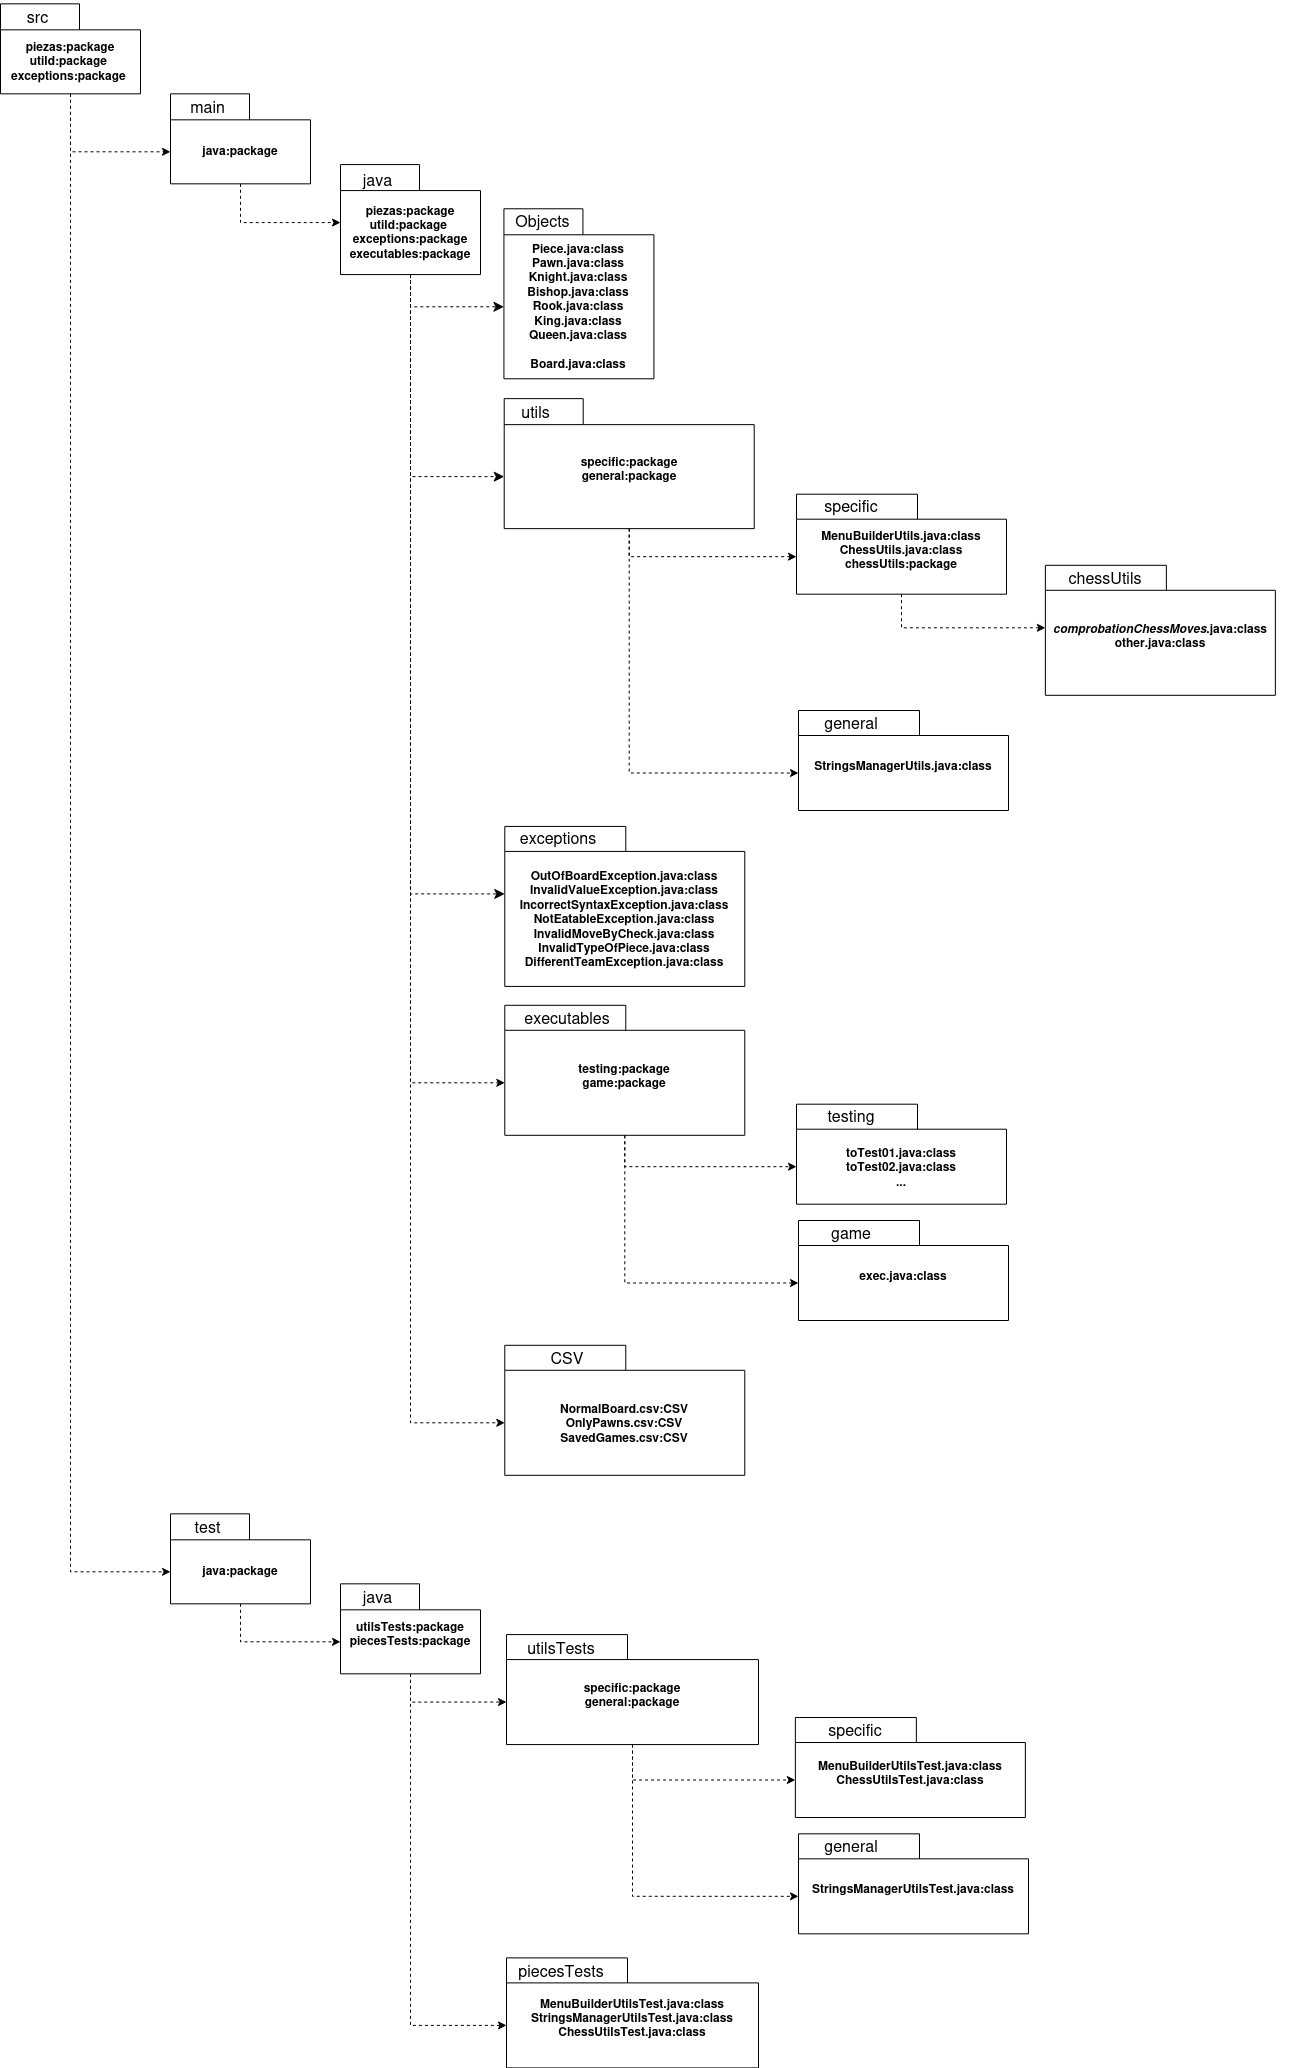 src
piezas:package
utild:package
exceptions:package
main
java:package
java
piezas:package
utild:package
exceptions:package
executables:package
Objects
Piece.java:class
Pawn.java:class
Knight.java:class
Bishop.java:class
Rook.java:class
King.java:class
Queen.java:class
Board.java:class
utils
specific:package
general:package
specific
MenuBuilderUtils.java:class
ChessUtils.java:class
chessUtils:package
chessUtils
comprobationChessMoves.java:class
other.java:class
general
StringsManagerUtils.java:class
exceptions
OutOfBoardException.java:class
InvalidValueException.java:class
IncorrectSyntaxException.java:class
NotEatableException.java:class
InvalidMoveByCheck.java:class
InvalidTypeOfPiece.java:class
DifferentTeamException.java:class
executables
testing:package
game:package
testing
toTest01.java:class
toTest02.java:class
...
game
exec.java:class
CSV
NormalBoard.csv:CSV
OnlyPawns.csv:CSV
SavedGames.csv:CSV
test
java:package
java
utilsTests:package
piecesTests:package
utilsTests
specific:package
general:package
specific
MenuBuilderUtilsTest.java:class
ChessUtilsTest.java:class
general
StringsManagerUtilsTest.java:class
piecesTests
MenuBuilderUtilsTest.java:class
StringsManagerUtilsTest.java:class
ChessUtilsTest.java:class